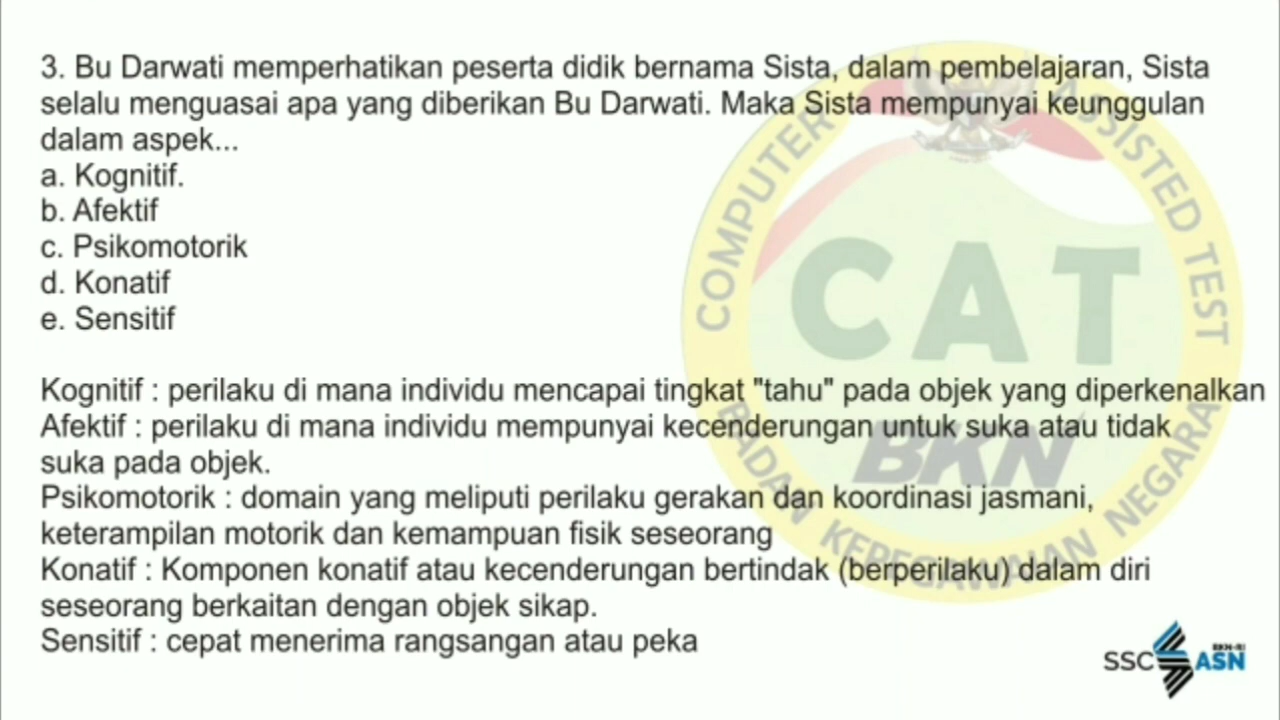 3. Bu Darwati memperhatikan peserta didik bernama Sista, dalam pembelajaran, Sista
selalu menguasai apa yang diberikan Bu Darwati. Maka Sista mempunyai keunggulan
dalam aspek...
a. Kognitif.
b. Afektif
c. Psikomotorik
d. Konatif
e. Sensitif
Kognitif : perilaku di mana individu mencapai tingkat "tahu" pada objek yang diperkenalkan
Afektif : perilaku di mana individu mempunyai kecenderungan untuk suka atau tidak
suka pada objek.
Psikomotorik : domain yang meliputi perilaku gerakan dan koordinasi jasmani,
keterampilan motorik dan kemampuan fisik seseorang
Konatif : Komponen konatif atau kecenderungan bertindak (berperilaku) dalam diri
seseorang berkaitan dengan objek sikap.
Sensitif : cepat menerima rangsangan atau peka
COMPUTER ASSISTED TEST
CAT
BKN
BADAN KEPEGAWAIAN NEGARA
SSC BKN-RI
ASN